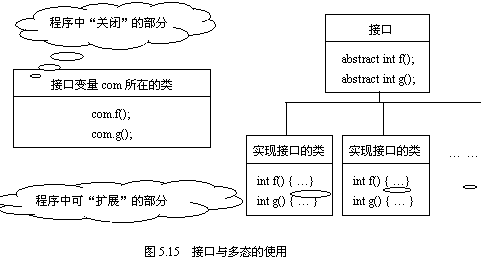 程序中“关闭”的部分
接口变量com所在的类
com.f();
com.g();
接口
abstract int f();
abstract int g();
实现接口的类
int f() { …}
int g() { … }
实现接口的类
int f() { …}
int g() { … }
… …
程序中可“扩展”的部分
图 5.15 接口与多态的使用